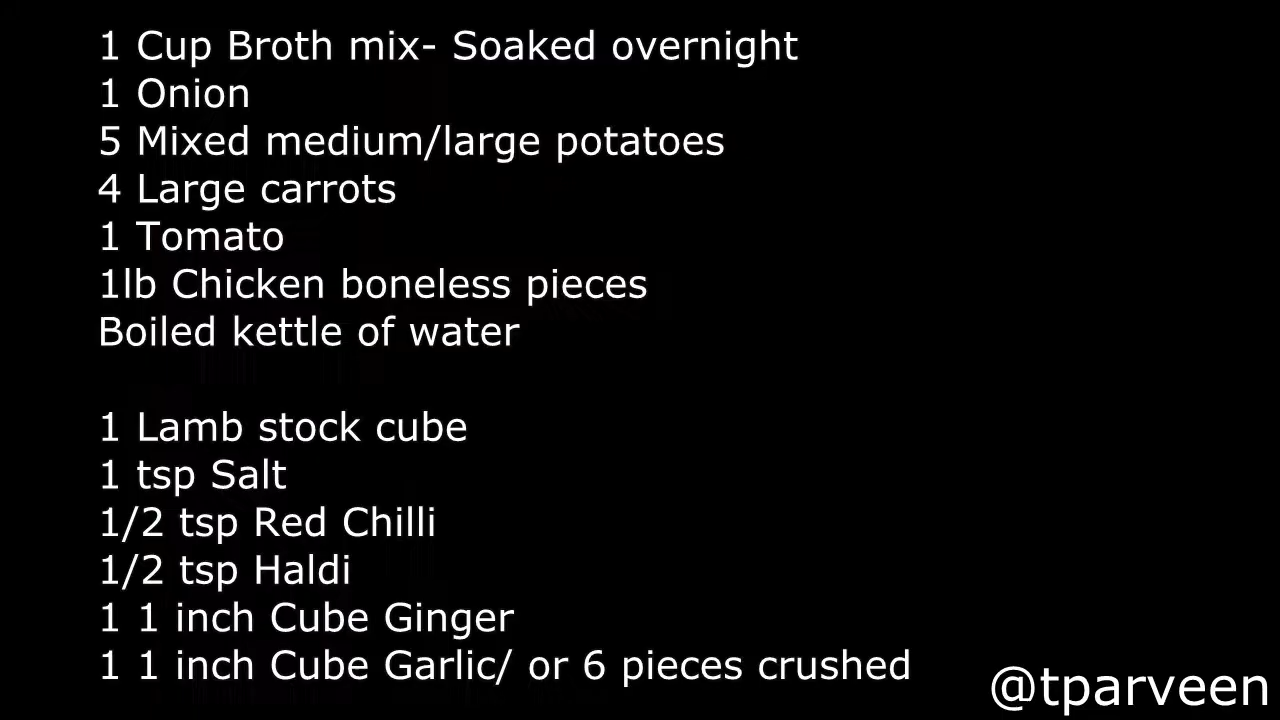 1 Cup Broth mix- Soaked overnight
1 Onion
5 Mixed medium/large potatoes
4 Large carrots
1 Tomato
1lb Chicken boneless pieces
Boiled kettle of water
1 Lamb stock cube
1 tsp Salt
1/2 tsp Red Chilli
1/2 tsp Haldi
1 1 inch Cube Ginger
1 1 inch Cube Garlic/ or 6 pieces crushed
@tparveen